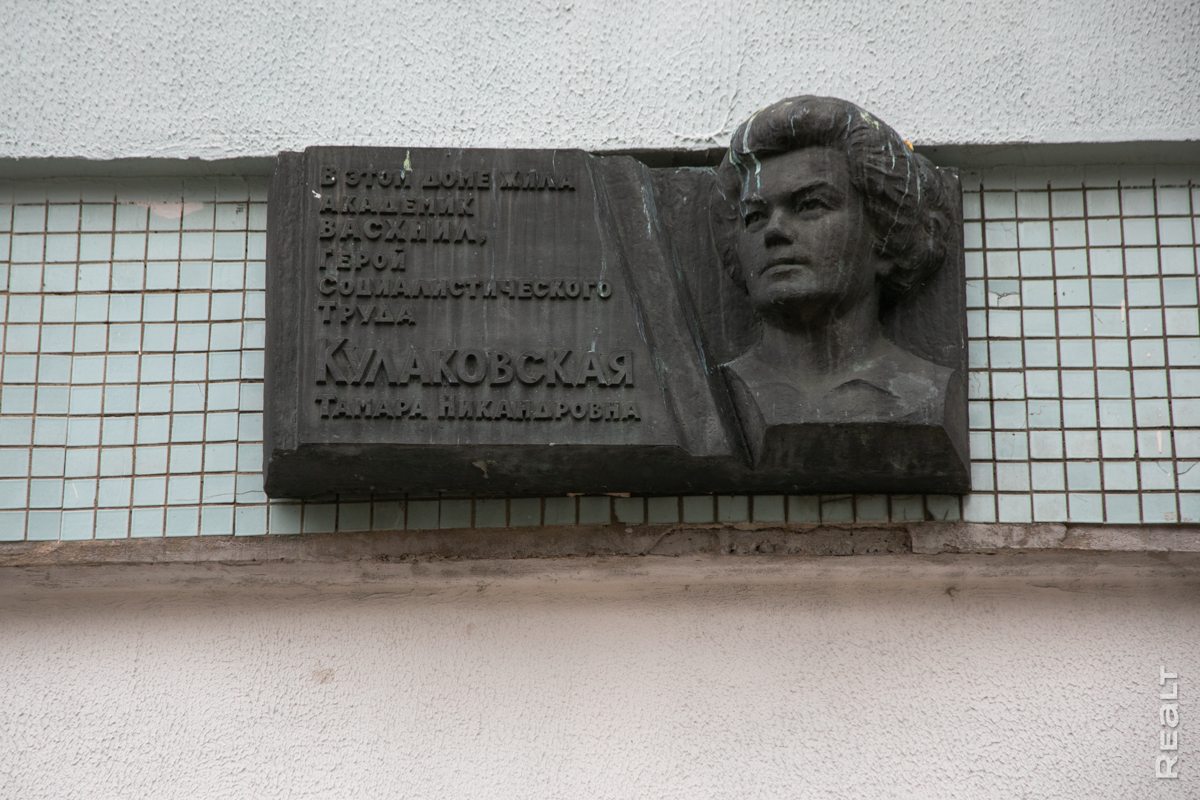 В этом доме жила
академик
ВАСХНИЛ,
Герой
Социалистического
Труда
Кулаковская
Тамара Никандровна
Realt